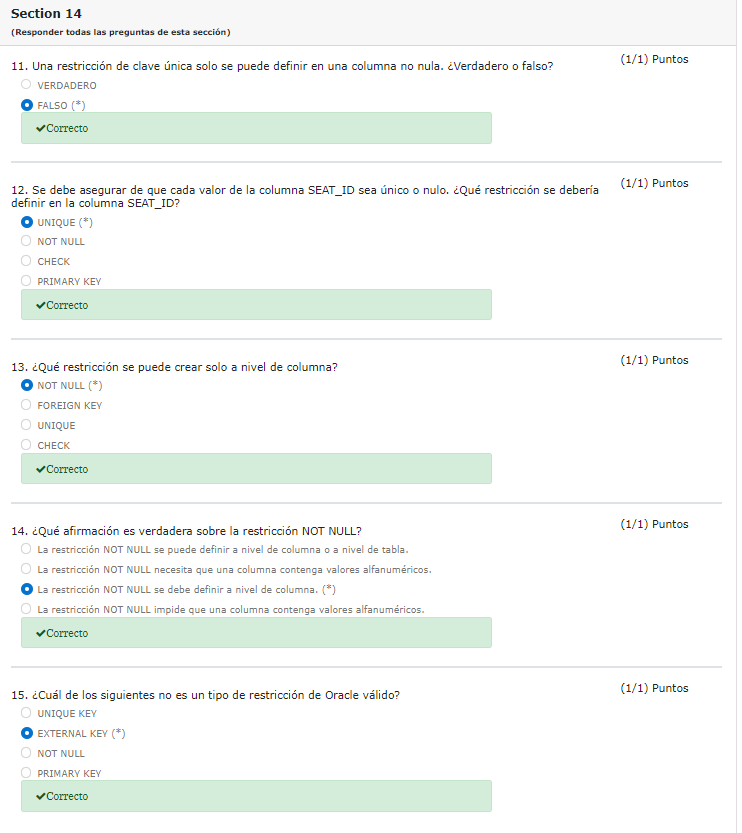 Section 14
(Responder todas las preguntas de esta sección)
11. Una restricción de clave única solo se puede definir en una columna no nula. ¿Verdadero o falso?
(1/1) Puntos
VERDADERO
FALSO (*)
✔Correcto
12. Se debe asegurar de que cada valor de la columna SEAT_ID sea único o nulo. ¿Qué restricción se debería
definir en la columna SEAT_ID?
(1/1) Puntos
UNIQUE (*)
NOT NULL
CHECK
PRIMARY KEY
✔Correcto
13. ¿Qué restricción se puede crear solo a nivel de columna?
(1/1) Puntos
NOT NULL (*)
FOREIGN KEY
UNIQUE
CHECK
✔Correcto
14. ¿Qué afirmación es verdadera sobre la restricción NOT NULL?
(1/1) Puntos
La restricción NOT NULL se puede definir a nivel de columna o a nivel de tabla.
La restricción NOT NULL necesita que una columna contenga valores alfanuméricos.
La restricción NOT NULL se debe definir a nivel de columna. (*)
La restricción NOT NULL impide que una columna contenga valores alfanuméricos.
✔Correcto
15. ¿Cuál de los siguientes no es un tipo de restricción de Oracle válido?
(1/1) Puntos
UNIQUE KEY
EXTERNAL KEY (*)
NOT NULL
PRIMARY KEY
✔Correcto